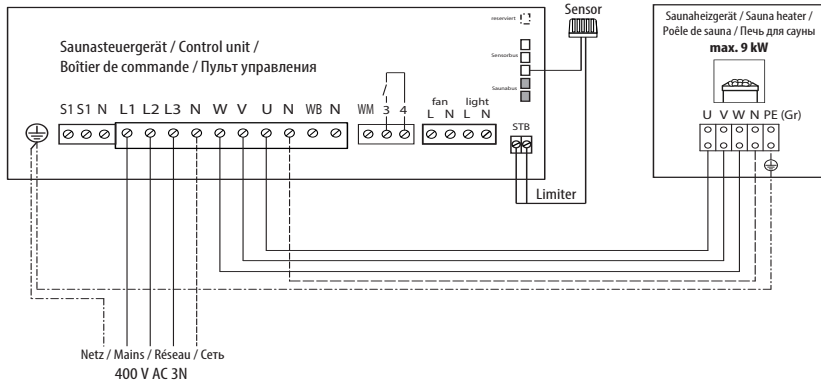 Saunasteuergerät / Control unit /
Boîtier de commande / Пульт управления
reserviert
Sensorbus
Saunabus
Sensor
Saunaheizgerät / Sauna heater /
Poêle de sauna / Печь для сауны
max. 9 kW
S1 S1 N L1 L2 L3 N W V U N WB N
WM 3 4
fan light
L N L N
STB
U V W N PE (Gr)
Limiter
Netz / Mains / Réseau / Сеть
400 V AC 3N